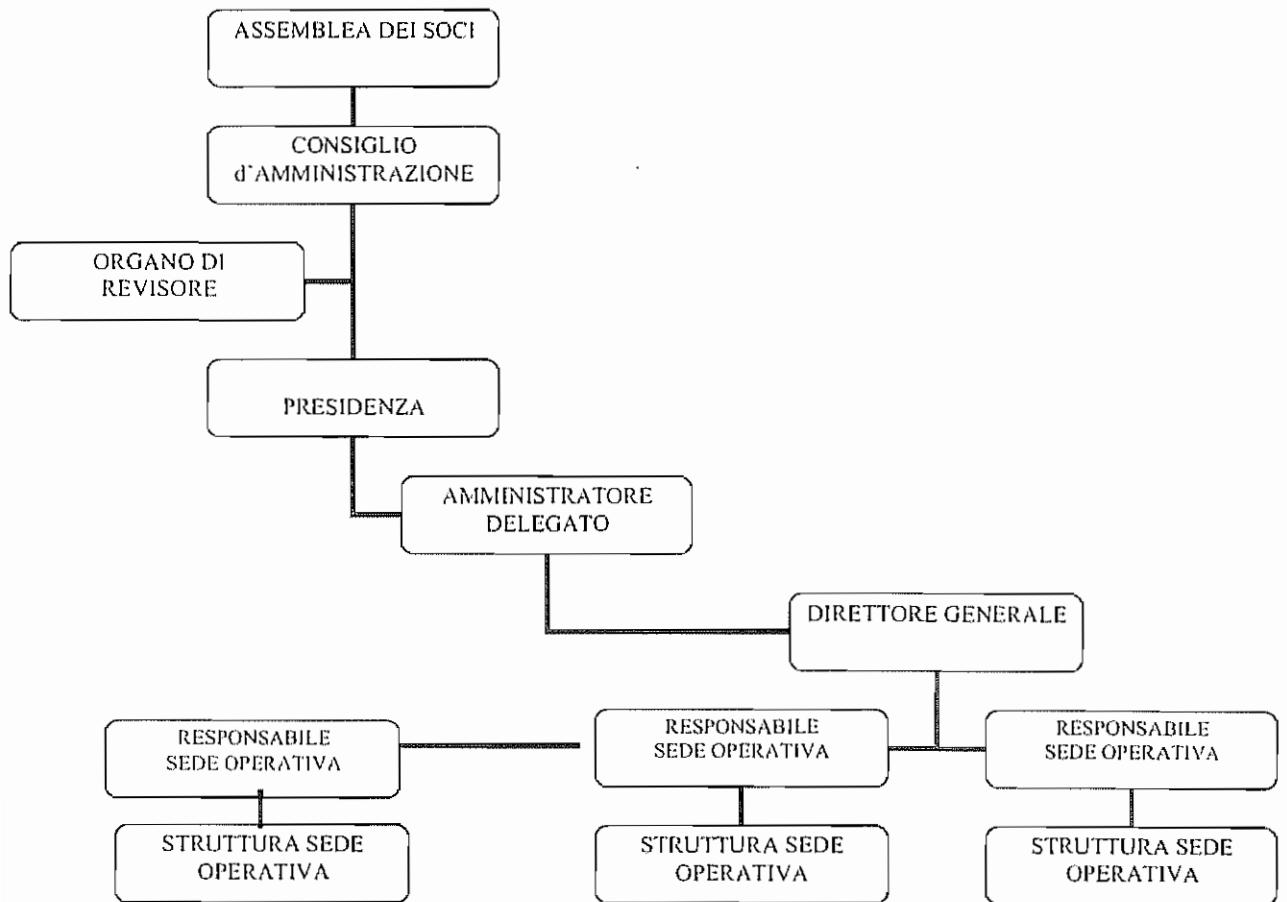 ASSEMBLEA DEI SOCI
CONSIGLIO
d'AMMINISTRAZIONE
ORGANO DI
REVISORE
PRESIDENZA
AMMINISTRATORE
DELEGATO
DIRETTORE GENERALE
RESPONSABILE
SEDE OPERATIVA
RESPONSABILE
SEDE OPERATIVA
RESPONSABILE
SEDE OPERATIVA
STRUTTURA SEDE
OPERATIVA
STRUTTURA SEDE
OPERATIVA
STRUTTURA SEDE
OPERATIVA